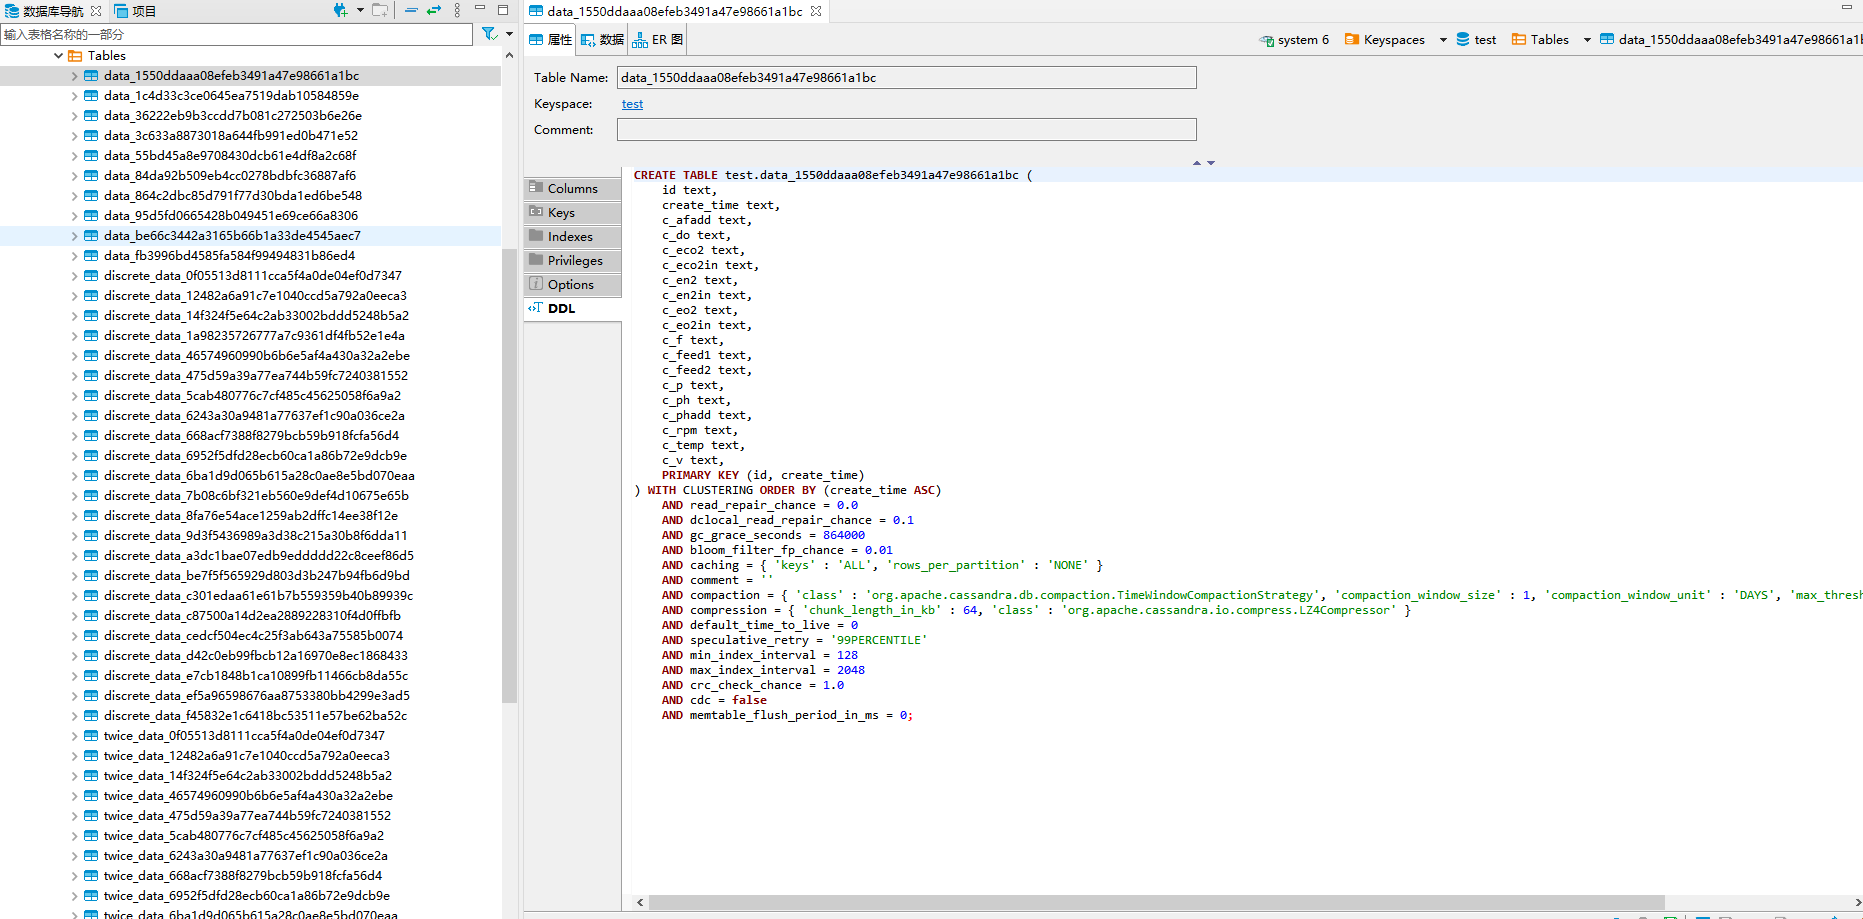 数据库导航
项目
输入表格名称的一部分
Tables
data_1550ddaaa08efeb3491a47e98661a1bc
data_1c4d33c3ce0645ea7519dab10584859e
data_36222eb9b3ccdd7b081c272503b6e26e
data_3c633a8873018a644fb991ed0b471e52
data_55bd45a8e9708430dcb61e4df8a2c68f
data_84da92b509eb4cc0278bdbfc36887af6
data_864c2dbc85d791f77d30bda1ed6be548
data_95d5fd0665428b049451e69ce66a8306
data_be66c3442a3165b66b1a33de4545aec7
data_fb3996bd4585fa584f99494831b86ed4
discrete_data_0f05513d8111cca5f4a0de04ef0d7347
discrete_data_12482a6a91c7e1040ccd5a792a0eeca3
discrete_data_14f324f5e64c2ab33002bddd5248b5a2
discrete_data_1a98235726777a7c9361df4fb52e1e4a
discrete_data_46574960990b6b6e5af4a430a32a2ebe
discrete_data_475d59a39a77ea744b59fc7240381552
discrete_data_5cab480776c7cf485c45625058f6a9a2
discrete_data_6243a30a9481a77637ef1c90a036ce2a
discrete_data_668acf7388f8279bcb59b918fcfa56d4
discrete_data_6952f5dfd28ecb60ca1a86b72e9dcb9e
discrete_data_6ba1d9d065b615a28c0ae8e5bd070eaa
discrete_data_7b08c6bf321eb560e9def4d10675e65b
discrete_data_8fa76e54ace1259ab2dffc14ee38f12e
discrete_data_9d3f5436989a3d38c215a30b8f6dda11
discrete_data_a3dc1bae07edb9eddddd22c8ceef86d5
discrete_data_be7f5f565929d803d3b247b94fb6d9bd
discrete_data_c301edaa61e61b7b559359b40b89939c
discrete_data_c87500a14d2ea2889228310f4d0ffbfb
discrete_data_cedcf504ec4c25f3ab643a75585b0074
discrete_data_d42c0eb99fbcb12a16970e8ec1868433
discrete_data_e7cb1848b1ca10899fb11466cb8da55c
discrete_data_ef5a96598676aa8753380bb4299e3ad5
discrete_data_f45832e1c6418bc53511e57be62ba52c
twice_data_0f05513d8111cca5f4a0de04ef0d7347
twice_data_12482a6a91c7e1040ccd5a792a0eeca3
twice_data_14f324f5e64c2ab33002bddd5248b5a2
twice_data_46574960990b6b6e5af4a430a32a2ebe
twice_data_475d59a39a77ea744b59fc7240381552
twice_data_5cab480776c7cf485c45625058f6a9a2
twice_data_6243a30a9481a77637ef1c90a036ce2a
twice_data_668acf7388f8279bcb59b918fcfa56d4
twice_data_6952f5dfd28ecb60ca1a86b72e9dcb9e
twice_data_6ba1d9d065b615a28c0ae8e5bd070eaa
data_1550ddaaa08efeb3491a47e98661a1bc
属性
数据
ER 图
system 6
Keyspaces
test
Tables
data_1550ddaaa08efeb3491a47e98661a1
Table Name: data_1550ddaaa08efeb3491a47e98661a1bc
Keyspace: test
Comment:
Columns
Keys
Indexes
Privileges
Options
DDL
CREATE TABLE test.data_1550ddaaa08efeb3491a47e98661a1bc (
id text,
create_time text,
c_afadd text,
c_do text,
c_eco2 text,
c_eco2in text,
c_en2 text,
c_en2in text,
c_eo2 text,
c_eo2in text,
c_f text,
c_feed1 text,
c_feed2 text,
c_p text,
c_ph text,
c_phadd text,
c_rpm text,
c_temp text,
c_v text,
PRIMARY KEY (id, create_time)
) WITH CLUSTERING ORDER BY (create_time ASC)
AND read_repair_chance = 0.0
AND dclocal_read_repair_chance = 0.1
AND gc_grace_seconds = 864000
AND bloom_filter_fp_chance = 0.01
AND caching = { 'keys' : 'ALL', 'rows_per_partition' : 'NONE' }
AND comment = ''
AND compaction = { 'class' : 'org.apache.cassandra.db.compaction.TimeWindowCompactionStrategy', 'compaction_window_size' : 1, 'compaction_window_unit' : 'DAYS', 'max_thresh
AND compression = { 'chunk_length_in_kb' : 64, 'class' : 'org.apache.cassandra.io.compress.LZ4Compressor' }
AND default_time_to_live = 0
AND speculative_retry = '99PERCENTILE'
AND min_index_interval = 128
AND max_index_interval = 2048
AND crc_check_chance = 1.0
AND cdc = false
AND memtable_flush_period_in_ms = 0;